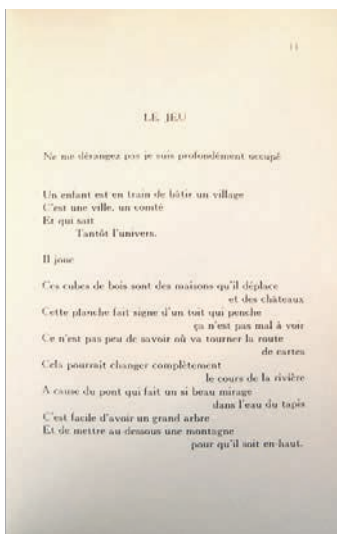 11
LE JEU
Ne me dérangez pas je suis profondément occupé
Un enfant est en train de bâtir un village
C'est une ville, un comté
Et qui sait
Tantôt l'univers.
Il joue
Ces cubes de bois sont des maisons qu'il déplace
et des châteaux
Cette planche fait signe d'un toit qui penche
ça n'est pas mal à voir
Ce n'est pas peu de savoir où va tourner la route
de cartes
Cela pourrait changer complètement
le cours de la rivière
A cause du pont qui fait un si beau mirage
dans l'eau du tapis
C'est facile d'avoir un grand arbre
Et de mettre au-dessous une montagne
pour qu'il soit en-haut.